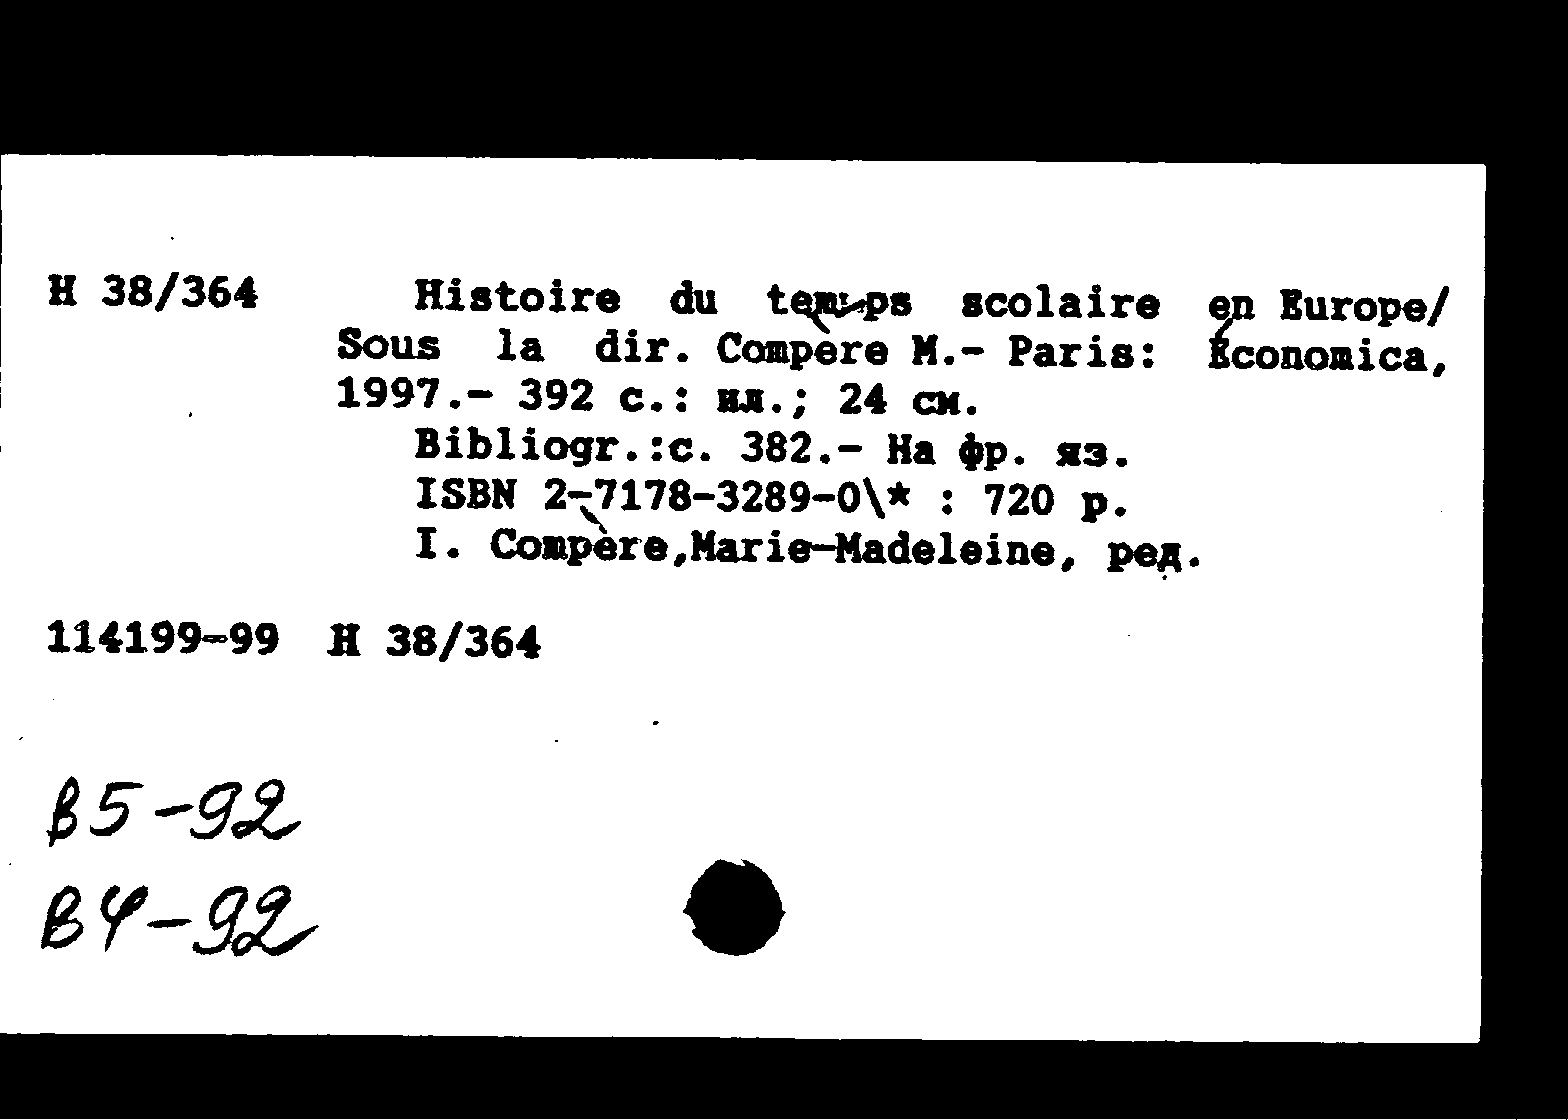 Н 38/364 Histoire du temps scolaire en Europe/
Sous la dir. Compère M.- Paris: Économica,
1997.- 392 с.: ил.; 24 см.
Bibliogr.:с. 382.- На фр. яз.
ISBN 2-7178-3289-0\* : 720 р.
I. Compère,Marie-Madeleine, ред.
114199-99 Н 38/364
В5-92
В4-92